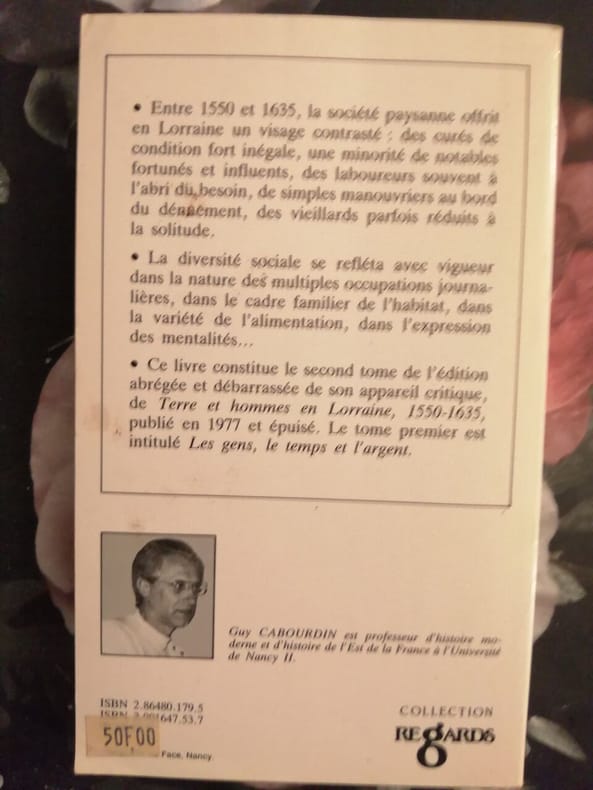 • Entre 1550 et 1635, la société paysanne offrit
en Lorraine un visage contrasté : des curés de
condition fort inégale, une minorité de notables
fortunés et influents, des laboureurs souvent à
l'abri du besoin, de simples manouvriers au bord
du dénuement, des vieillards parfois réduits à
la solitude.
• La diversité sociale se refléta avec vigueur
dans la nature des multiples occupations journa-
lières, dans le cadre familier de l'habitat, dans
la variété de l'alimentation, dans l'expression
des mentalités...
• Ce livre constitue le second tome de l'édition
abrégée et débarrassée de son appareil critique,
de Terre et hommes en Lorraine, 1550-1635,
publié en 1977 et épuisé. Le tome premier est
intitulé Les gens, le temps et l'argent.
Guy CABOURDIN est professeur d'histoire mo-
derne et d'histoire de l'Est de la France à l'Université
de Nancy II.
ISBN 2.86480.179.5
ISBN
50F,00
Face, Nancy.
COLLECTION
REGARDS